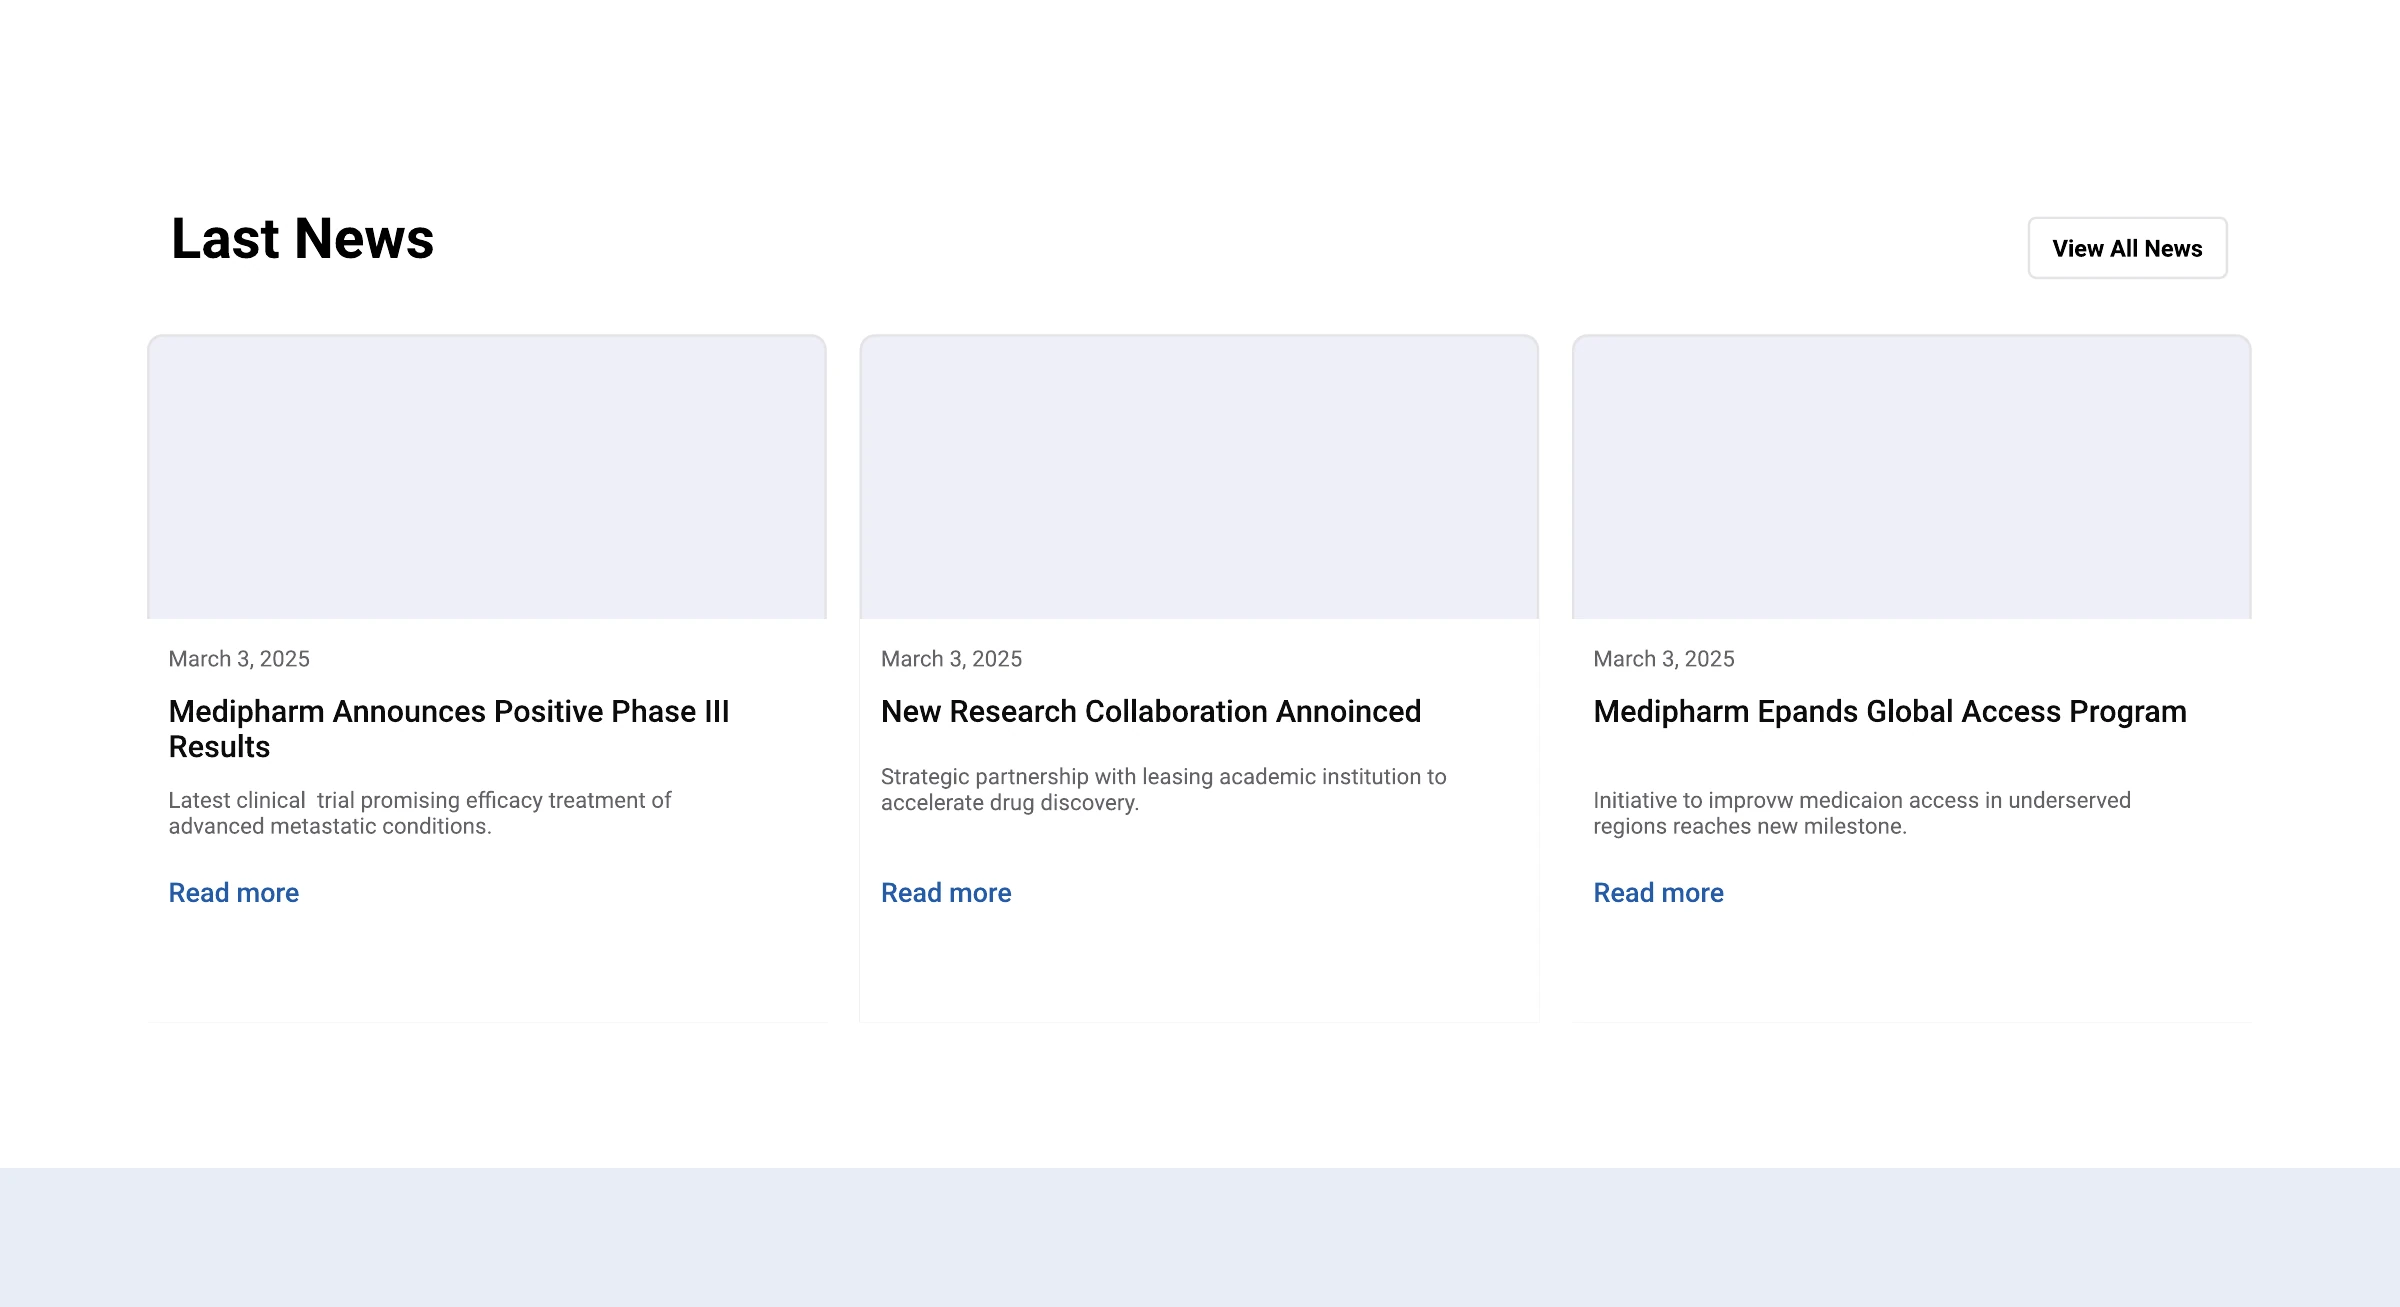 Last News
View All News
March 3, 2025
Medipharm Announces Positive Phase III
Results
Latest clinical  trial promising efficacy treatment of
advanced metastatic conditions.
Read more
March 3, 2025
New Research Collaboration Annoinced
Strategic partnership with leasing academic institution to
accelerate drug discovery.
Read more
March 3, 2025
Medipharm Epands Global Access Program
Initiative to improvw medicaion access in underserved
regions reaches new milestone.
Read more